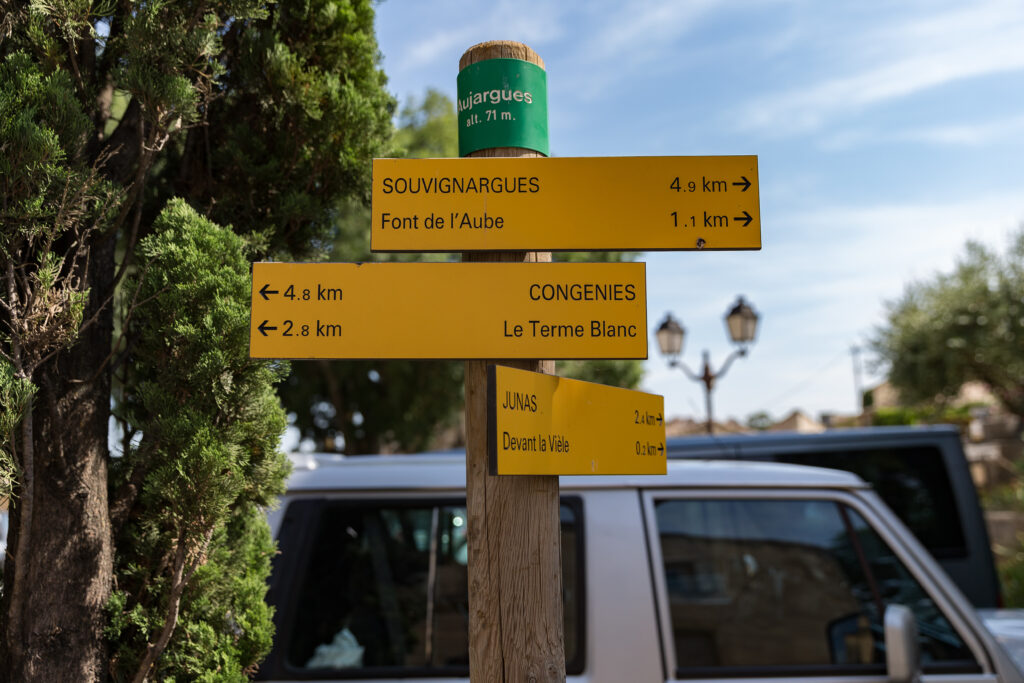 Aujargues
alt. 71 m.
SOUVIGNARGUES 4.9 km →
Font de l'Aube 1.1 km →
← 4.8 km CONGENIES
← 2.8 km Le Terme Blanc
JUNAS 2.4 km →
Devant la Vièle 0.2 km →